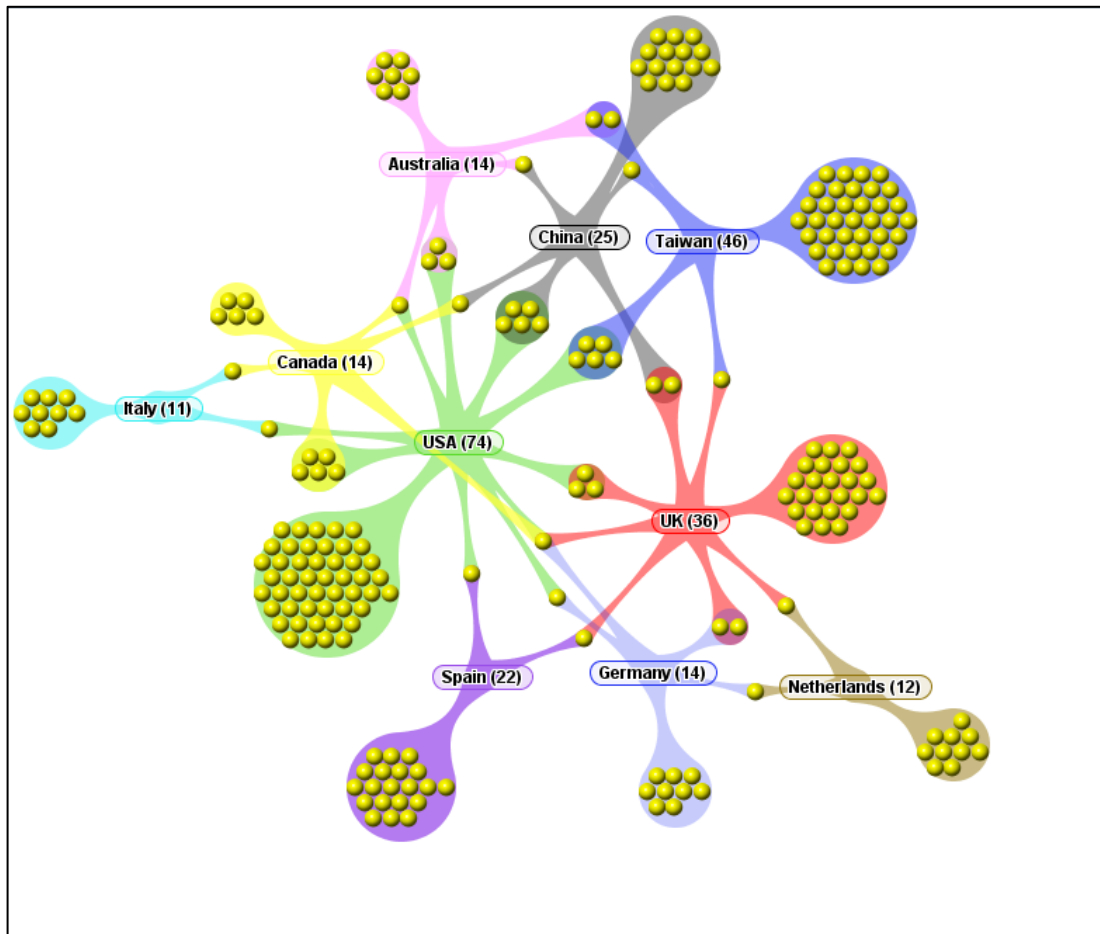 Australia (14)
China (25)
Taiwan (46)
Canada (14)
Italy (11)
USA (74)
UK (36)
Spain (22)
Germany (14)
Netherlands (12)